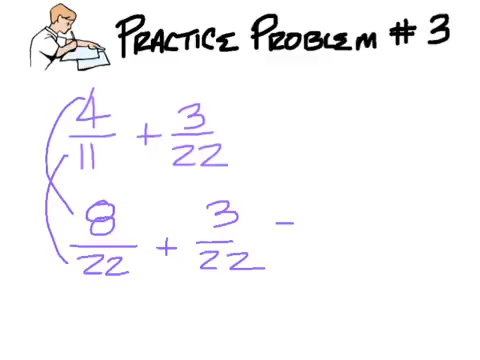 PRACTICE PROBLEM # 3
4/11 + 3/22
8/22 + 3/22 =